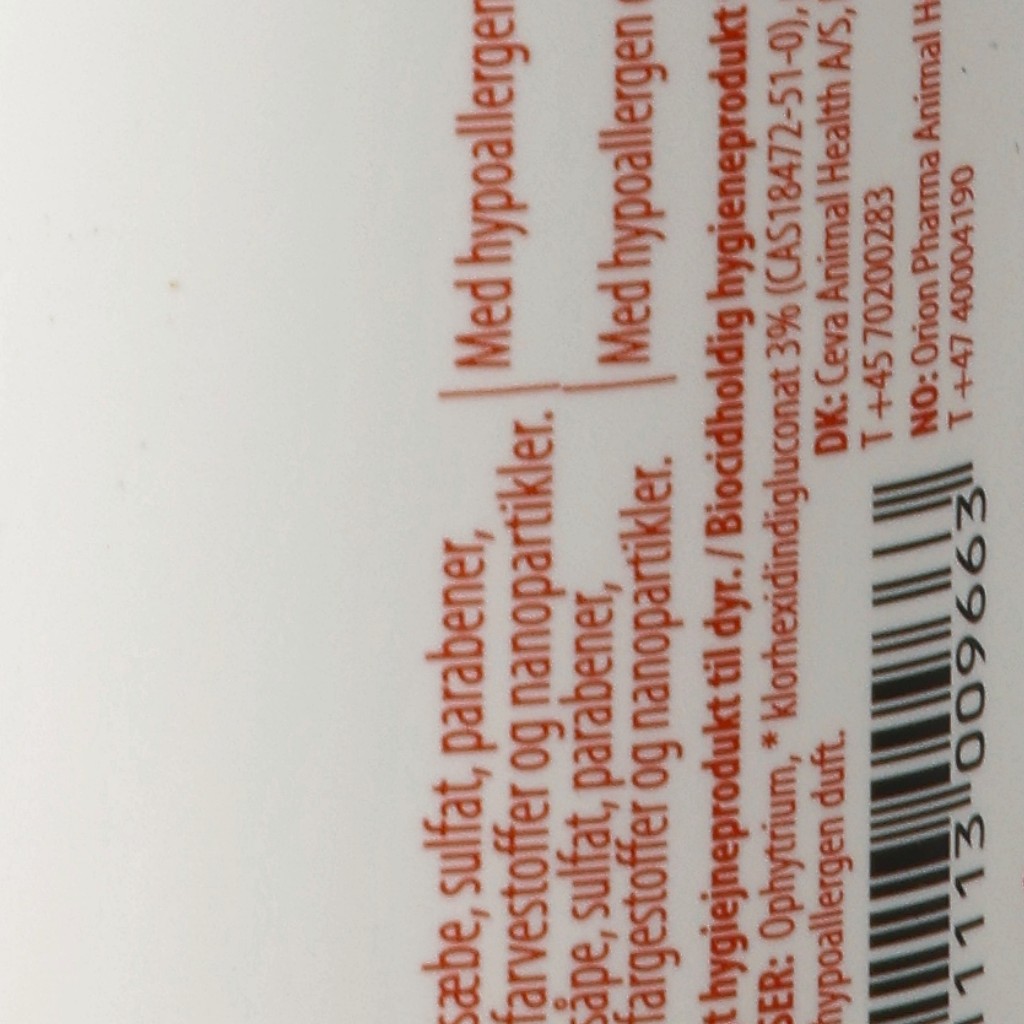 sæbe, sulfat, parabener,
farvestoffer og nanopartikler.
såpe, sulfat, parabener,
fargestoffer og nanopartikler.
Med hypoallergen
Med hypoallergen
t hygiejneprodukt til dyr. / Biocidholdig hygieneprodukt
SER: Ophytrium, * klorhexidindigluconat 3% (CAS18472-51-0),
hypoallergen duft.
DK: Ceva Animal Health A/S,
T +45 70200283
NO: Orion Pharma Animal H
T +47 40004190
1113 009663